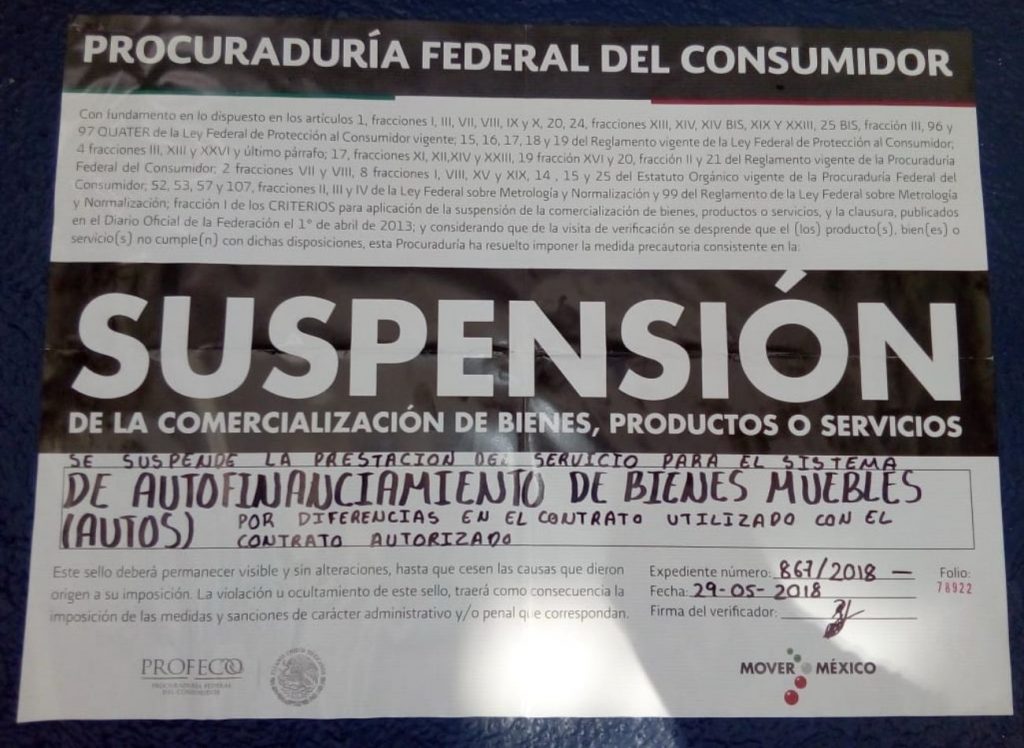 PROCURADURÍA FEDERAL DEL CONSUMIDOR
Con fundamento en lo dispuesto en los artículos 1, fracciones I, III, VII, VIII, IX y X, 20, 24, fracciones XIII, XIV, XIV BIS, XIX Y XXIII, 25 BIS, fracción III, 96 y
97 QUATER de la Ley Federal de Protección al Consumidor vigente; 15, 16, 17, 18 y 19 del Reglamento vigente de la Ley Federal de Protección al Consumidor;
4 fracciones III, XIII y XXVI y último párrafo; 17, fracciones XI, XII,XIV y XXIII, 19 fracción XVI y 20, fracción II y 21 del Reglamento vigente de la Procuraduría
Federal del Consumidor; 2 fracciones VII y VIII, 8 fracciones I, VIII, XV y XIX, 14 , 15 y 25 del Estatuto Orgánico vigente de la Procuraduría Federal del
Consumidor; 52, 53, 57 y 107, fracciones II, III y IV de la Ley Federal sobre Metrología y Normalización y 99 del Reglamento de la Ley Federal sobre Metrología
y Normalización; fracción I de los CRITERIOS para aplicación de la suspensión de la comercialización de bienes, productos o servicios, y la clausura, publicados
en el Diario Oficial de la Federación el 1° de abril de 2013; y considerando que de la visita de verificación se desprende que el (los) producto(s), bien(es) o
servicio(s) no cumple(n) con dichas disposiciones, esta Procuraduría ha resuelto imponer la medida precautoria consistente en la:
SUSPENSIÓN
DE LA COMERCIALIZACIÓN DE BIENES, PRODUCTOS O SERVICIOS
SE SUSPENDE LA PRESTACION DEL SERVICIO PARA EL SISTEMA
DE AUTOFINANCIAMIENTO DE BIENES MUEBLES
(AUTOS) POR DIFERENCIAS EN EL CONTRATO UTILIZADO CON EL
CONTRATO AUTORIZADO
Este sello deberá permanecer visible y sin alteraciones, hasta que cesen las causas que dieron
origen a su imposición. La violación u ocultamiento de este sello, traerá como consecuencia la
imposición de las medidas y sanciones de carácter administrativo y/o penal que correspondan.
Expediente número: 867/2018 —
Fecha: 29-05-2018
Firma del verificador:
Folio:
78922
PROFECO
PROCURADURÍA FEDERAL
DEL CONSUMIDOR
MOVER MÉXICO